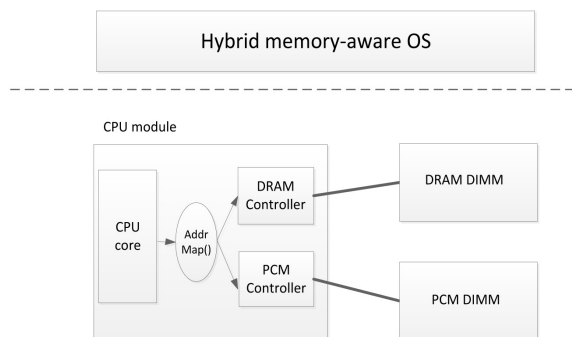 Hybrid memory-aware OS
CPU module
CPU
core
Addr
Map()
DRAM
Controller
PCM
Controller
DRAM DIMM
PCM DIMM